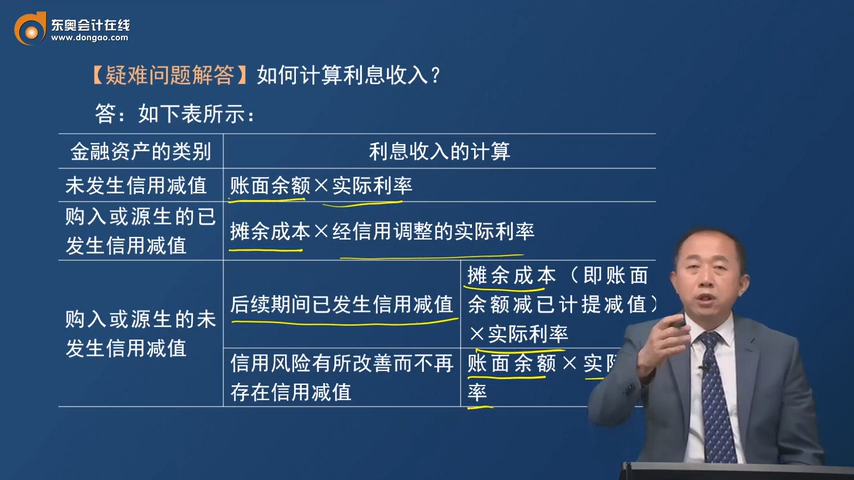 东奥会计在线
www.dongao.com
【疑难问题解答】如何计算利息收入?
答：如下表所示：
金融资产的类别
利息收入的计算
未发生信用减值
账面余额×实际利率
购入或源生的已
发生信用减值
摊余成本×经信用调整的实际利率
购入或源生的未
发生信用减值
后续期间已发生信用减值
摊余成本（即账面
余额减已计提减值）
×实际利率
信用风险有所改善而不再
存在信用减值
账面余额×实
率